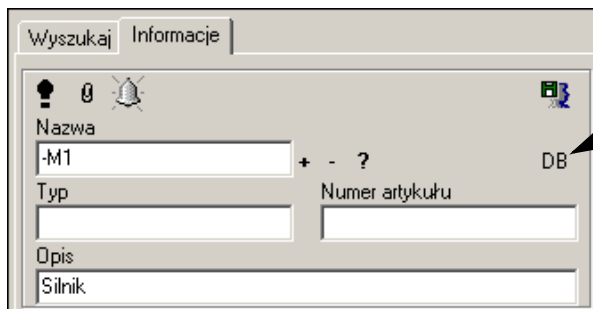 Wyszukaj Informacje
Nazwa
-M1 + - ? DB
Typ Numer artykułu
Opis
Silnik